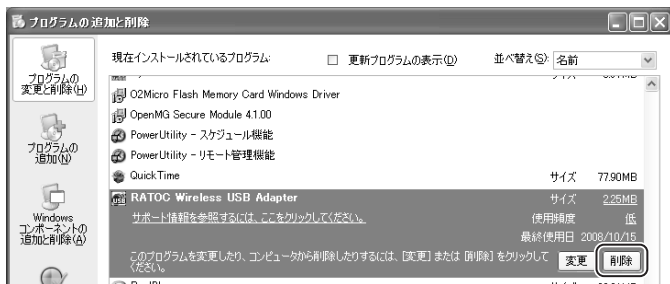 プログラムの追加と削除
プログラムの
変更と削除(H)
プログラムの
追加(N)
Windows
コンポーネントの
追加と削除(A)
現在インストールされているプログラム:
更新プログラムの表示(D)
並べ替え(S): 名前
O2Micro Flash Memory Card Windows Driver
OpenMG Secure Module 4.1.00
PowerUtility - スケジュール機能
PowerUtility - リモート管理機能
QuickTime サイズ 77.90MB
RATOC Wireless USB Adapter サイズ 2.25MB
サポート情報を参照するには、ここをクリックしてください。 使用頻度 低
最終使用日 2008/10/15
このプログラムを変更したり、コンピュータから削除したりするには、[変更] または [削除] をクリックして
ください。
変更 削除